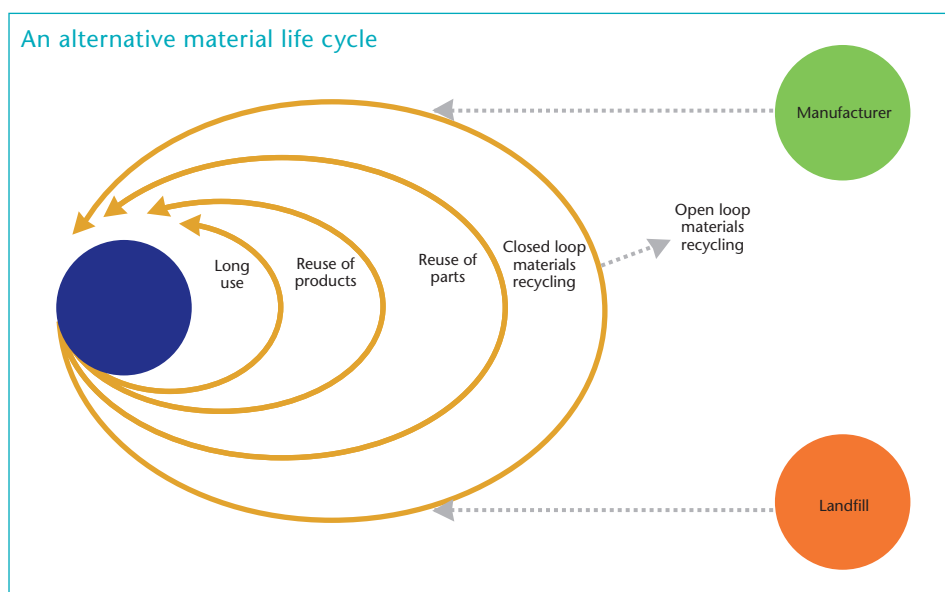 An alternative material life cycle
Manufacturer
Open loop
materials
recycling
Long
use
Reuse of
products
Reuse of
parts
Closed loop
materials
recycling
Landfill